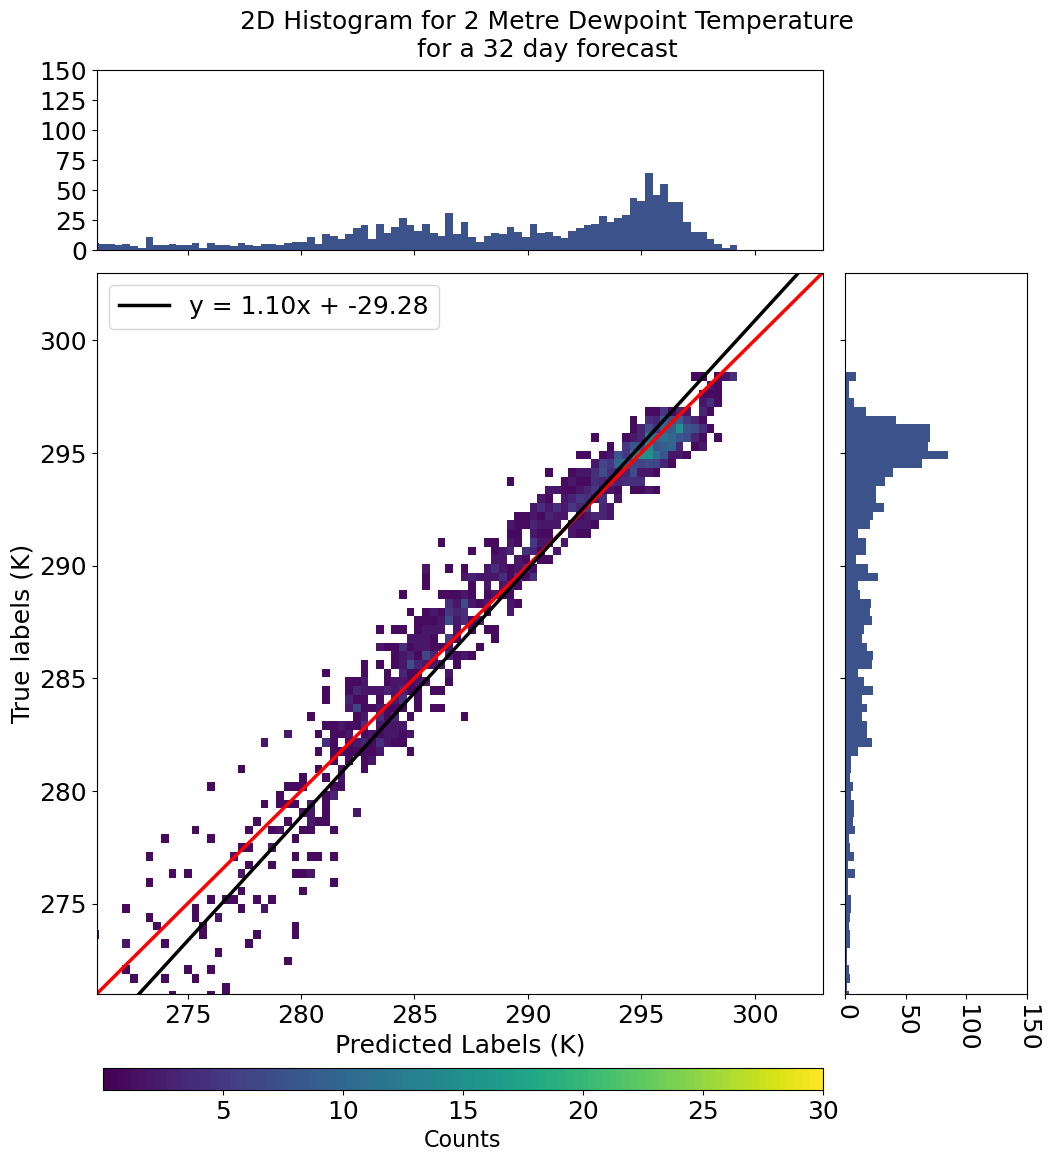 2D Histogram for 2 Metre Dewpoint Temperature
for a 32 day forecast
150
125
100
75
50
25
0
y = 1.10x + -29.28
True labels (K)
300
295
290
285
280
275
275 280 285 290 295 300
Predicted Labels (K)
0 50 100 150
5 10 15 20 25 30
Counts